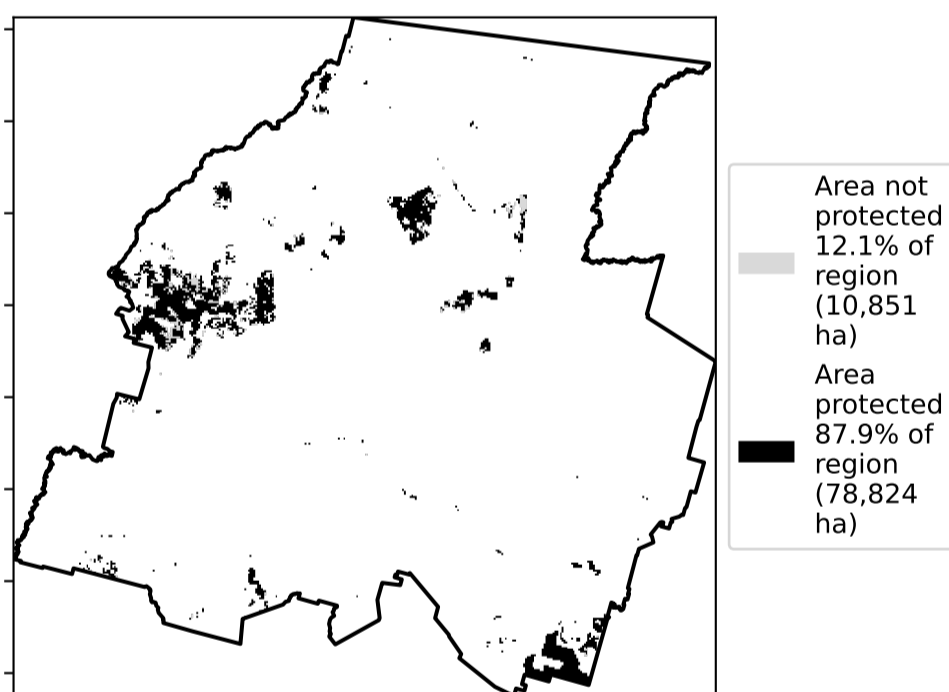 Area not
protected
12.1% of
region
(10,851
ha)
Area
protected
87.9% of
region
(78,824
ha)